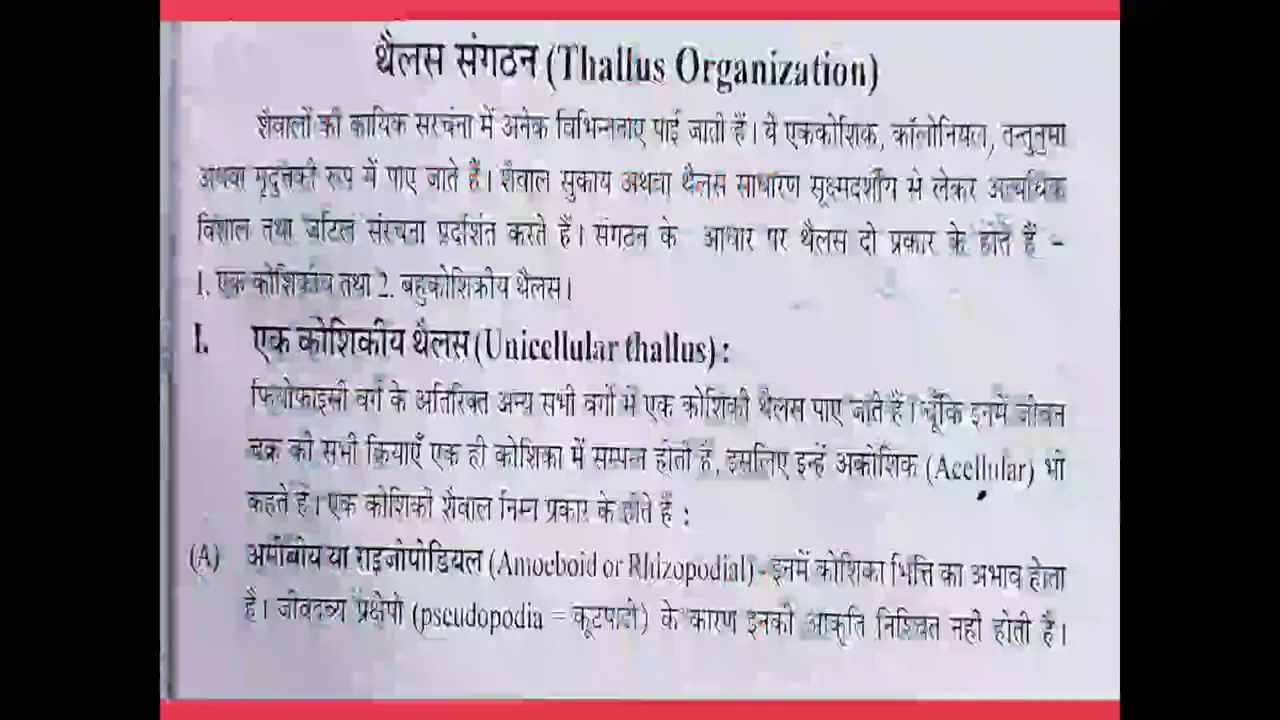 थैलस संगठन (Thallus Organization)
शैवालों की कायिक संरचना में अनेक विभिन्नताएं पाई जाती हैं। ये एककोशिक, कॉलोनियल, तन्तुनुमा
अथवा मृदुतकी रूप में पाए जाते हैं। शैवाल सुकाय अथवा थैलस साधारण सूक्ष्मदर्शीय से लेकर अत्यधिक
विशाल तथा जटिल संरचना प्रदर्शित करते हैं। संगठन के आधार पर थैलस दो प्रकार के होते हैं -
1. एक कोशिकीय तथा 2. बहुकोशिकीय थैलस।
I. एक कोशिकीय थैलस (Unicellular thallus) :
फियोफाइसी वर्ग के अतिरिक्त अन्य सभी वर्गों में एक कोशिकी थैलस पाए जाते हैं। चूँकि इनमें जीवन
चक्र की सभी क्रियाएँ एक ही कोशिका में सम्पन्न होती हैं, इसलिए इन्हें अकोशिक (Acellular) भी
कहते हैं। एक कोशिकी शैवाल निम्न प्रकार के होते हैं :
(A) अमीबीय या राइजोपोडियल (Amoeboid or Rhizopodial) - इनमें कोशिका भित्ति का अभाव होता
है। जीवद्रव्य प्रक्षेपों (pseudopodia = कूटपादों) के कारण इनकी आकृति निश्चित नहीं होती है।